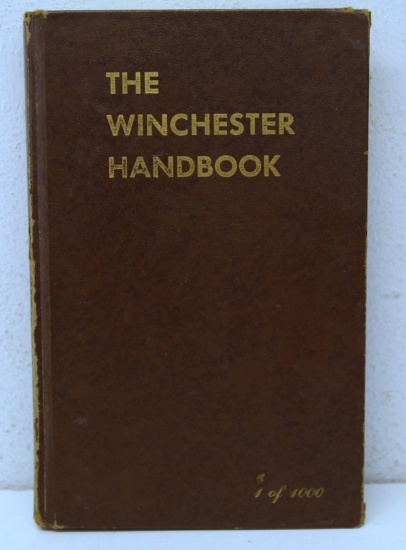 THE
WINCHESTER
HANDBOOK
1 of 1000